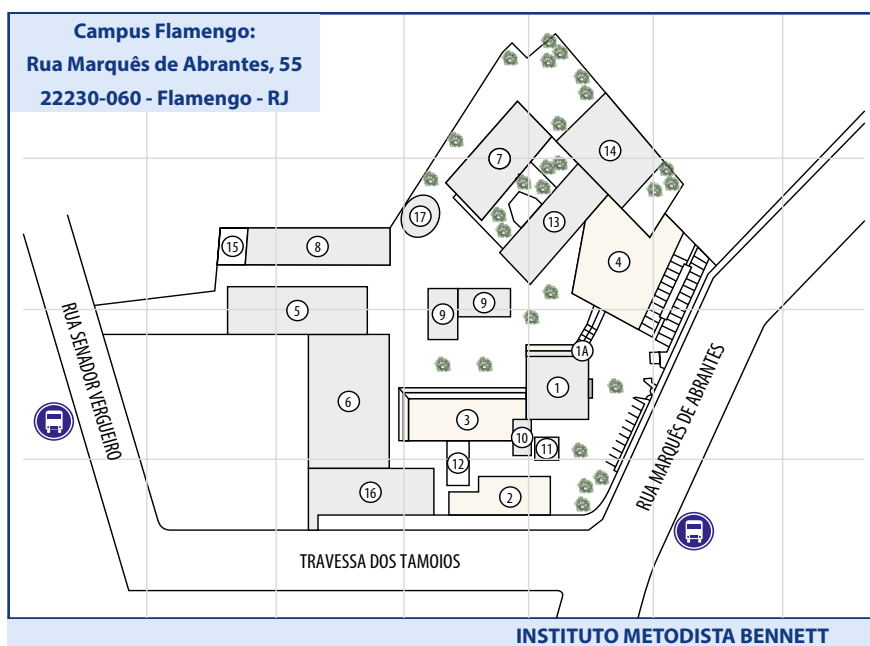 Campus Flamengo:
Rua Marquês de Abrantes, 55
22230-060 - Flamengo - RJ
14
7
17
13
15
8
4
9
9
5
1A
1
6
3
10
11
12
16
2
RUA SENADOR VERGUEIRO
RUA MARQUÊS DE ABRANTES
TRAVESSA DOS TAMOIOS
INSTITUTO METODISTA BENNETT